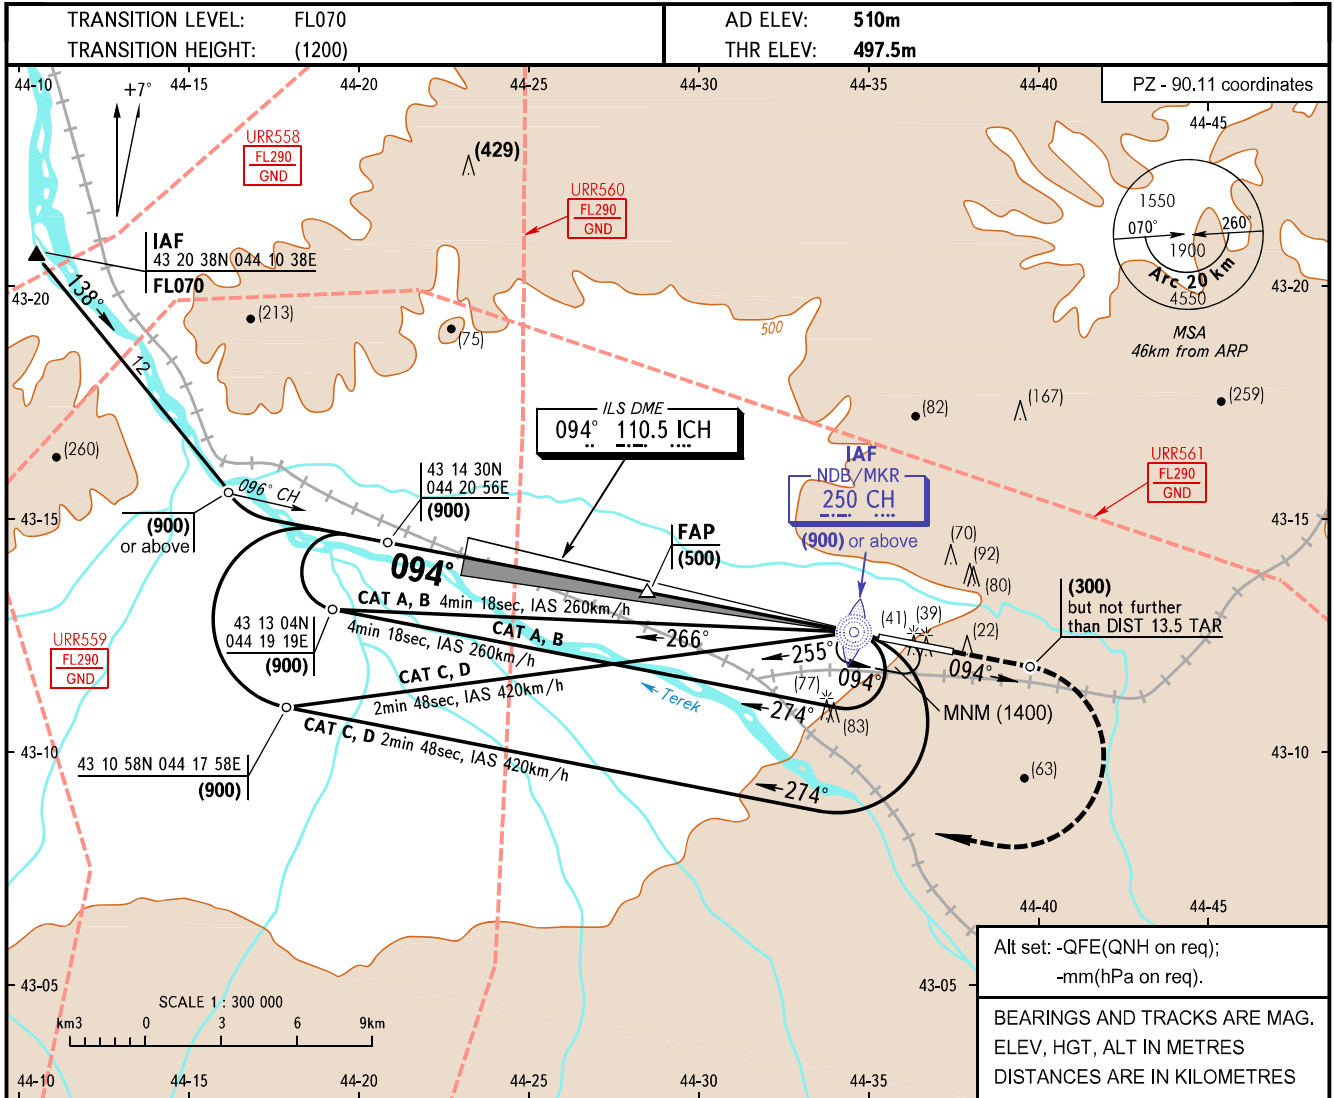 TRANSITION LEVEL: FL070
TRANSITION HEIGHT: (1200)
AD ELEV: 510m
THR ELEV: 497.5m
44-10
44-15
44-20
44-25
44-30
44-35
44-40
PZ - 90.11 coordinates
44-45
+7°
URR558
FL290
GND
(429)
URR560
FL290
GND
1550
070°
260°
1900
Arc 20 km
4550
MSA
46km from ARP
IAF
43 20 38N 044 10 38E
FL070
43-20
43-20
138°
12
(213)
(75)
500
(82)
(167)
(259)
(260)
ILS DME
094° 110.5 ICH
IAF
NDB/MKR
250 CH
(900) or above
URR561
FL290
GND
43 14 30N
044 20 56E
(900)
096° CH
(900)
or above
43-15
43-15
FAP
(500)
094°
(70)
(92)
(80)
(300)
but not further
than DIST 13.5 TAR
CAT A, B 4min 18sec, IAS 260km/h
43 13 04N
044 19 19E
(900)
CAT A, B
4min 18sec, IAS 260km/h
266°
(41)
(39)
(22)
URR559
FL290
GND
255°
094°
094°
CAT C, D
2min 48sec, IAS 420km/h
Terek
(77)
(83)
274°
MNM (1400)
CAT C, D 2min 48sec, IAS 420km/h
43-10
43-10
43 10 58N 044 17 58E
(900)
274°
(63)
44-40
44-45
43-05
43-05
SCALE 1 : 300 000
km3 0 3 6 9km
Alt set: -QFE(QNH on req);
-mm(hPa on req).
BEARINGS AND TRACKS ARE MAG.
ELEV, HGT, ALT IN METRES
DISTANCES ARE IN KILOMETRES
44-10
44-15
44-20
44-25
44-30
44-35